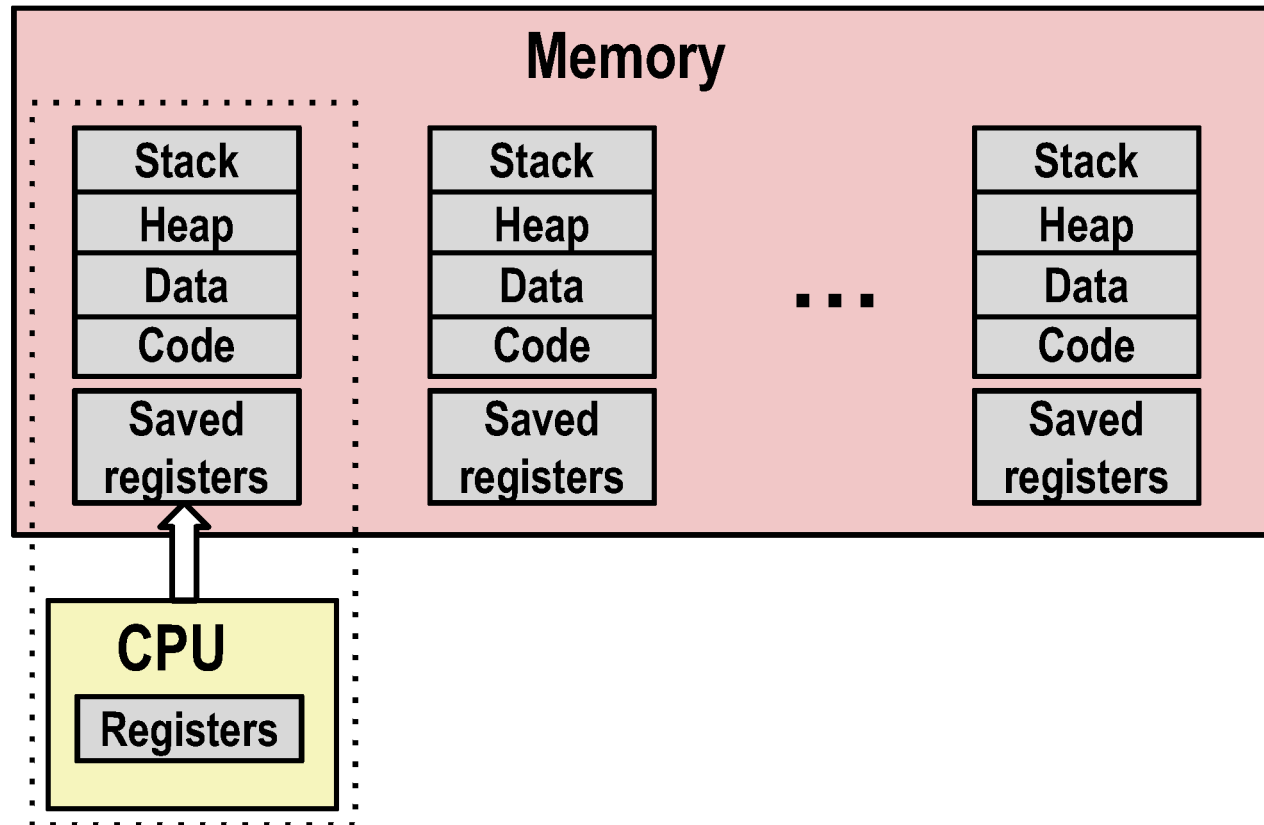 Memory
Stack
Heap
Data
Code
Saved
registers
Stack
Heap
Data
Code
Saved
registers
...
Stack
Heap
Data
Code
Saved
registers
CPU
Registers